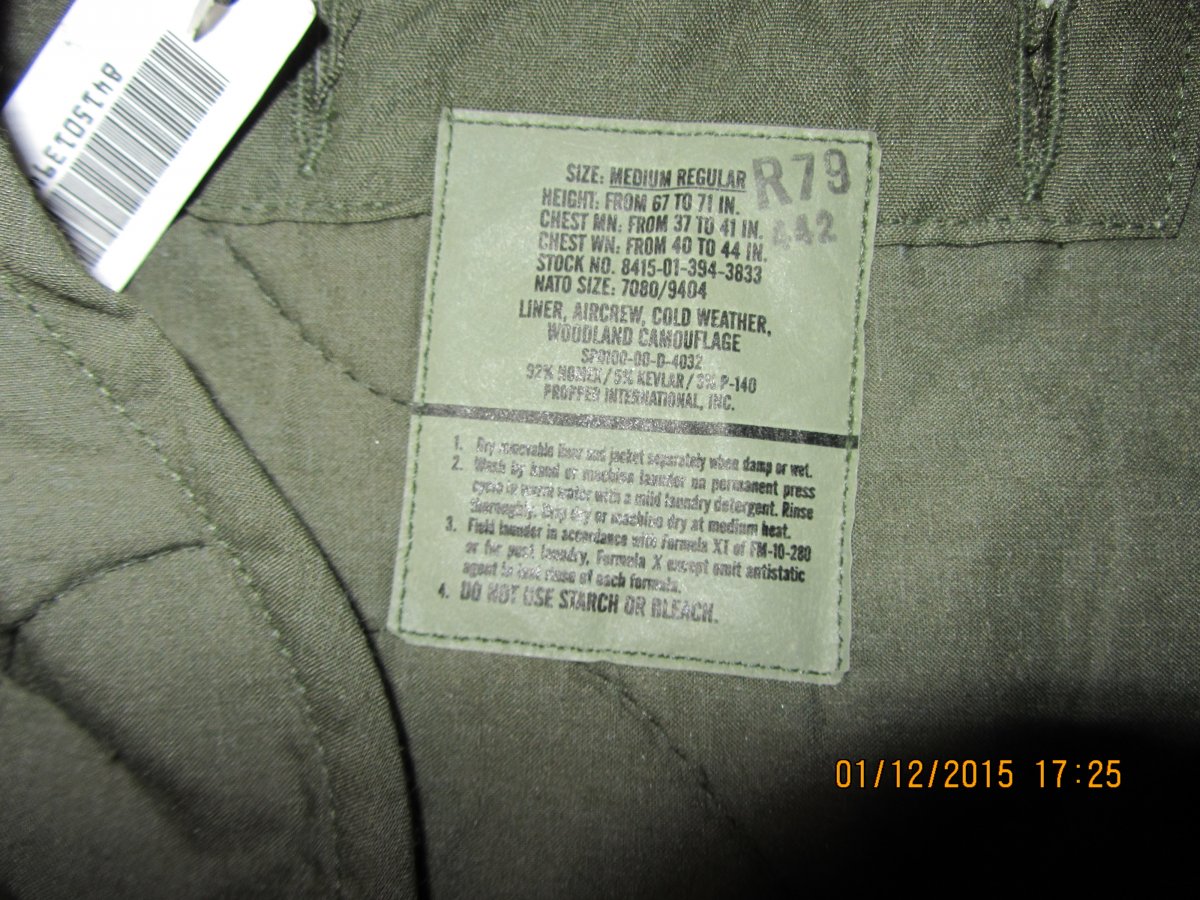 8415013943
SIZE: MEDIUM REGULAR R79
HEIGHT: FROM 67 TO 71 IN.
CHEST MN: FROM 37 TO 41 IN. 442
CHEST WN: FROM 40 TO 44 IN.
STOCK NO. 8415-01-394-3833
NATO SIZE: 7080/9404
LINER, AIRCREW, COLD WEATHER,
WOODLAND CAMOUFLAGE
SP0100-00-D-4032
92% NOMEX / 5% KEVLAR / 3% P-140
PROPPER INTERNATIONAL, INC.
1. Dry removable liner and jacket separately when damp or wet.
2. Wash by hand or machine launder on permanent press
cycle in warm water with a mild laundry detergent. Rinse
thoroughly. Drip dry or machine dry at medium heat.
3. Field launder in accordance with Formula XI of FM-10-280
or for post laundry, Formula X except omit antistatic
agent in last rinse of each formula.
4. DO NOT USE STARCH OR BLEACH.
01/12/2015 17:25